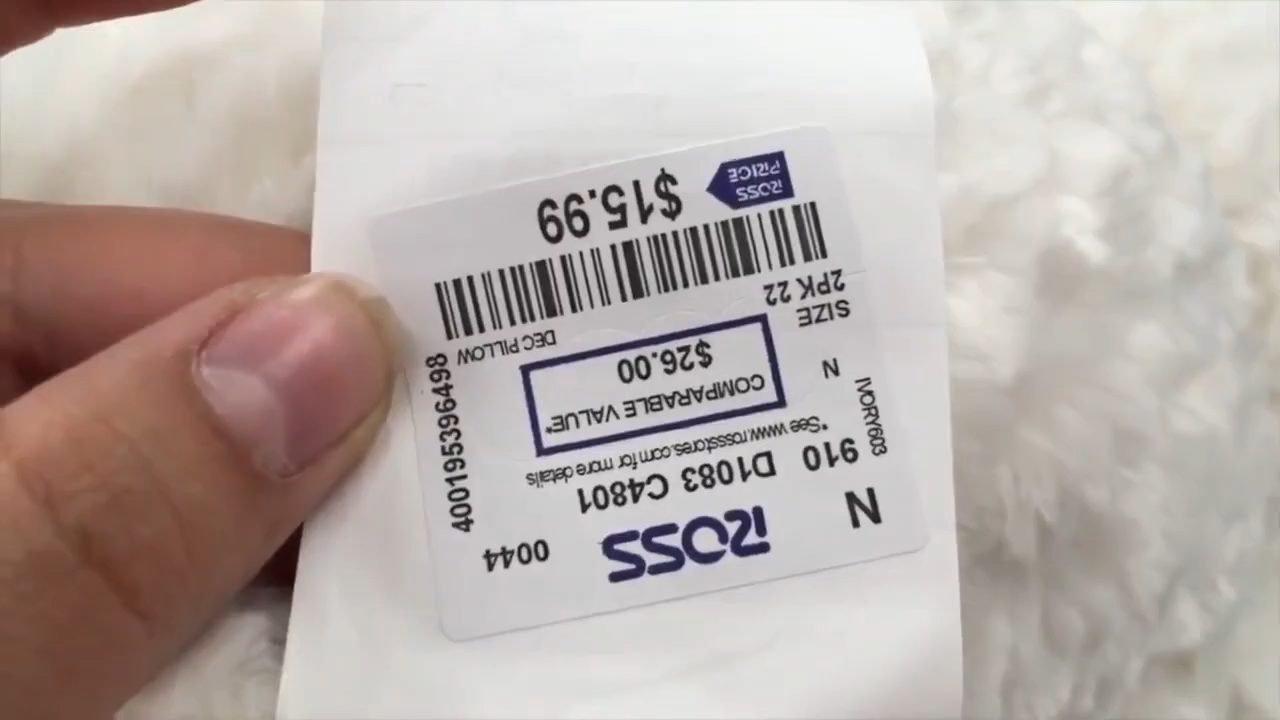 N ROSS 0044
910 D1083 C4801
*See www.rossstores.com for more details
IVORY603
N
COMPARABLE VALUE*
$26.00
SIZE
2PK 22
DEC PILLOW
400195396498
ROSS
PRICE
$15.99